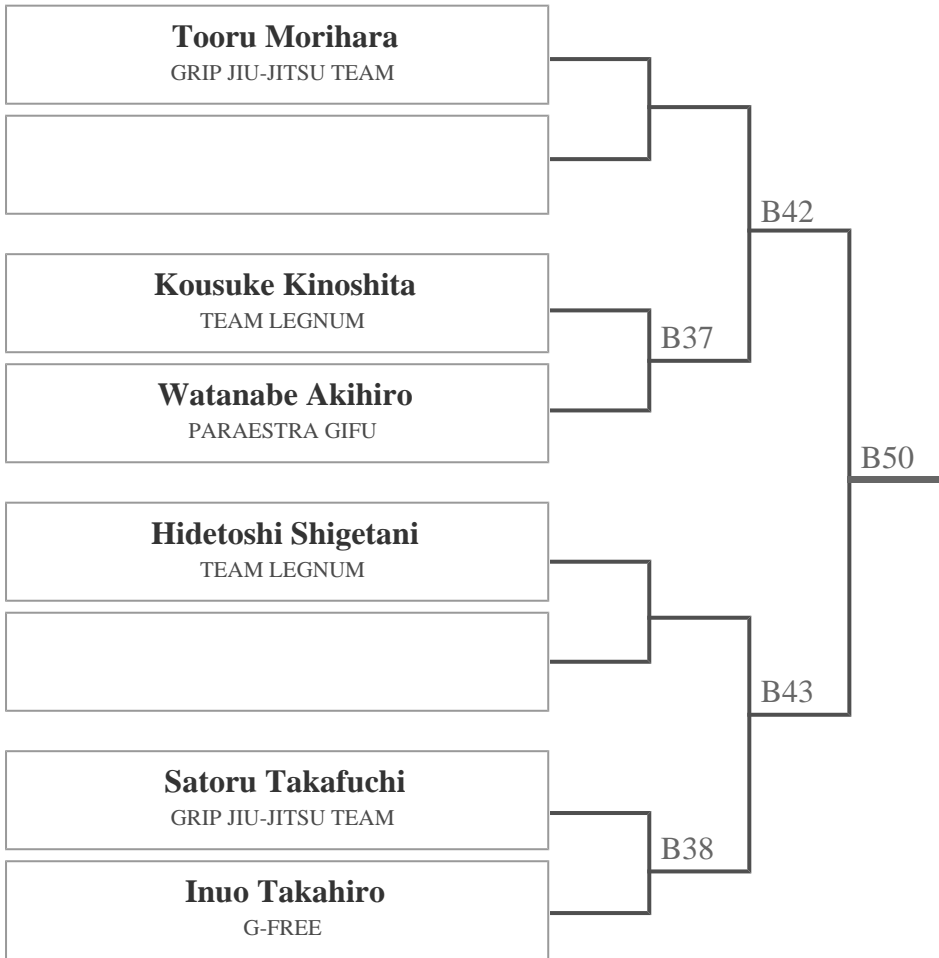 Tooru Morihara
GRIP JIU-JITSU TEAM
B42
Kousuke Kinoshita
TEAM LEGNUM
B37
Watanabe Akihiro
PARAESTRA GIFU
B50
Hidetoshi Shigetani
TEAM LEGNUM
B43
Satoru Takafuchi
GRIP JIU-JITSU TEAM
B38
Inuo Takahiro
G-FREE